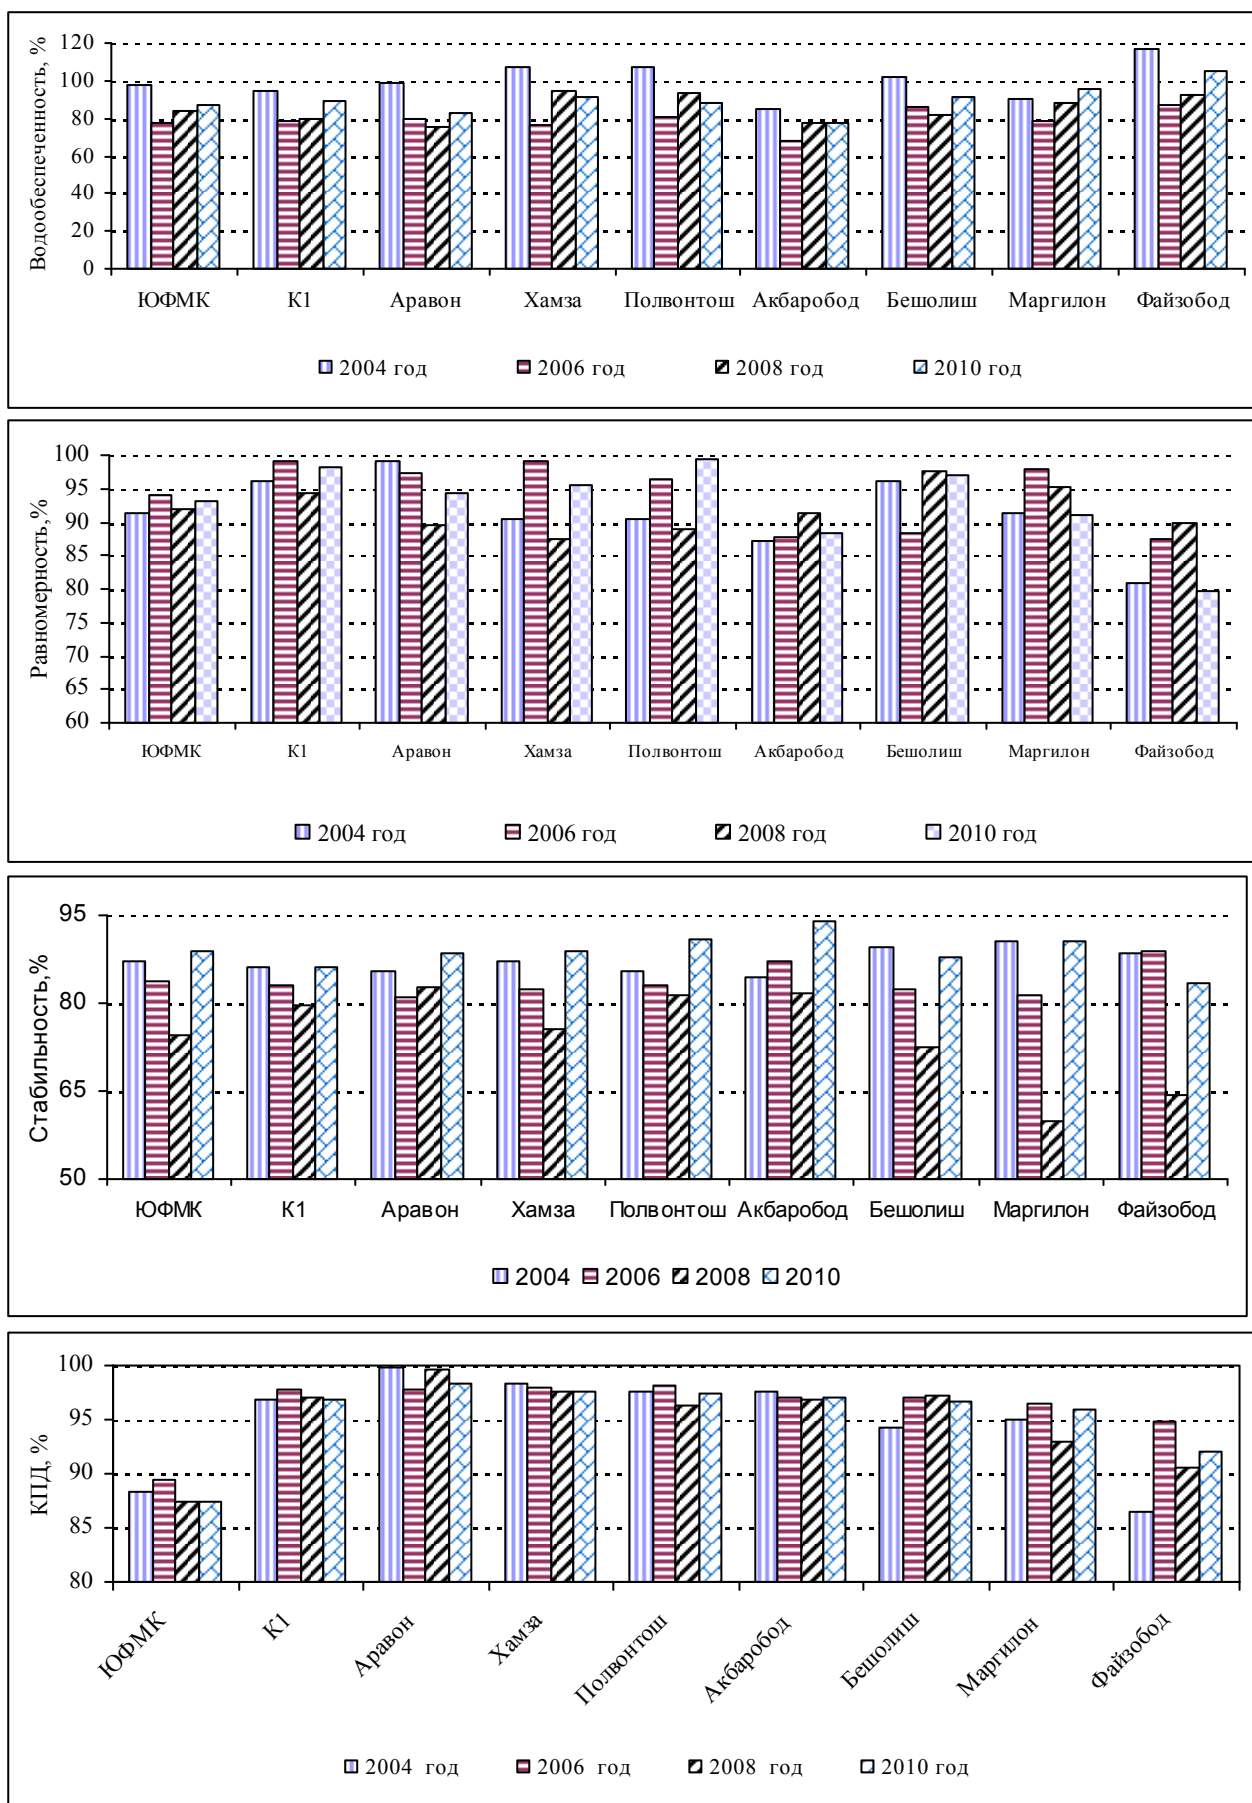 Водообеспеченность, %
120
100
80
60
40
20
0
ЮФМК К1 Аравон Хамза Полвонтош Акбаробод Бешолиш Маргилон Файзобод
2004 год 2006 год 2008 год 2010 год
Равномерность,%
100
95
90
85
80
75
70
65
60
ЮФМК К1 Аравон Хамза Полвонтош Акбаробод Бешолиш Маргилон Файзобод
2004 год 2006 год 2008 год 2010 год
Стабильность,%
95
80
65
50
ЮФМК К1 Аравон Хамза Полвонтош Акбаробод Бешолиш Маргилон Файзобод
2004 2006 2008 2010
КПД, %
100
95
90
85
80
ЮФМК К1 Аравон Хамза Полвонтош Акбаробод Бешолиш Маргилон Файзобод
2004 год 2006 год 2008 год 2010 год